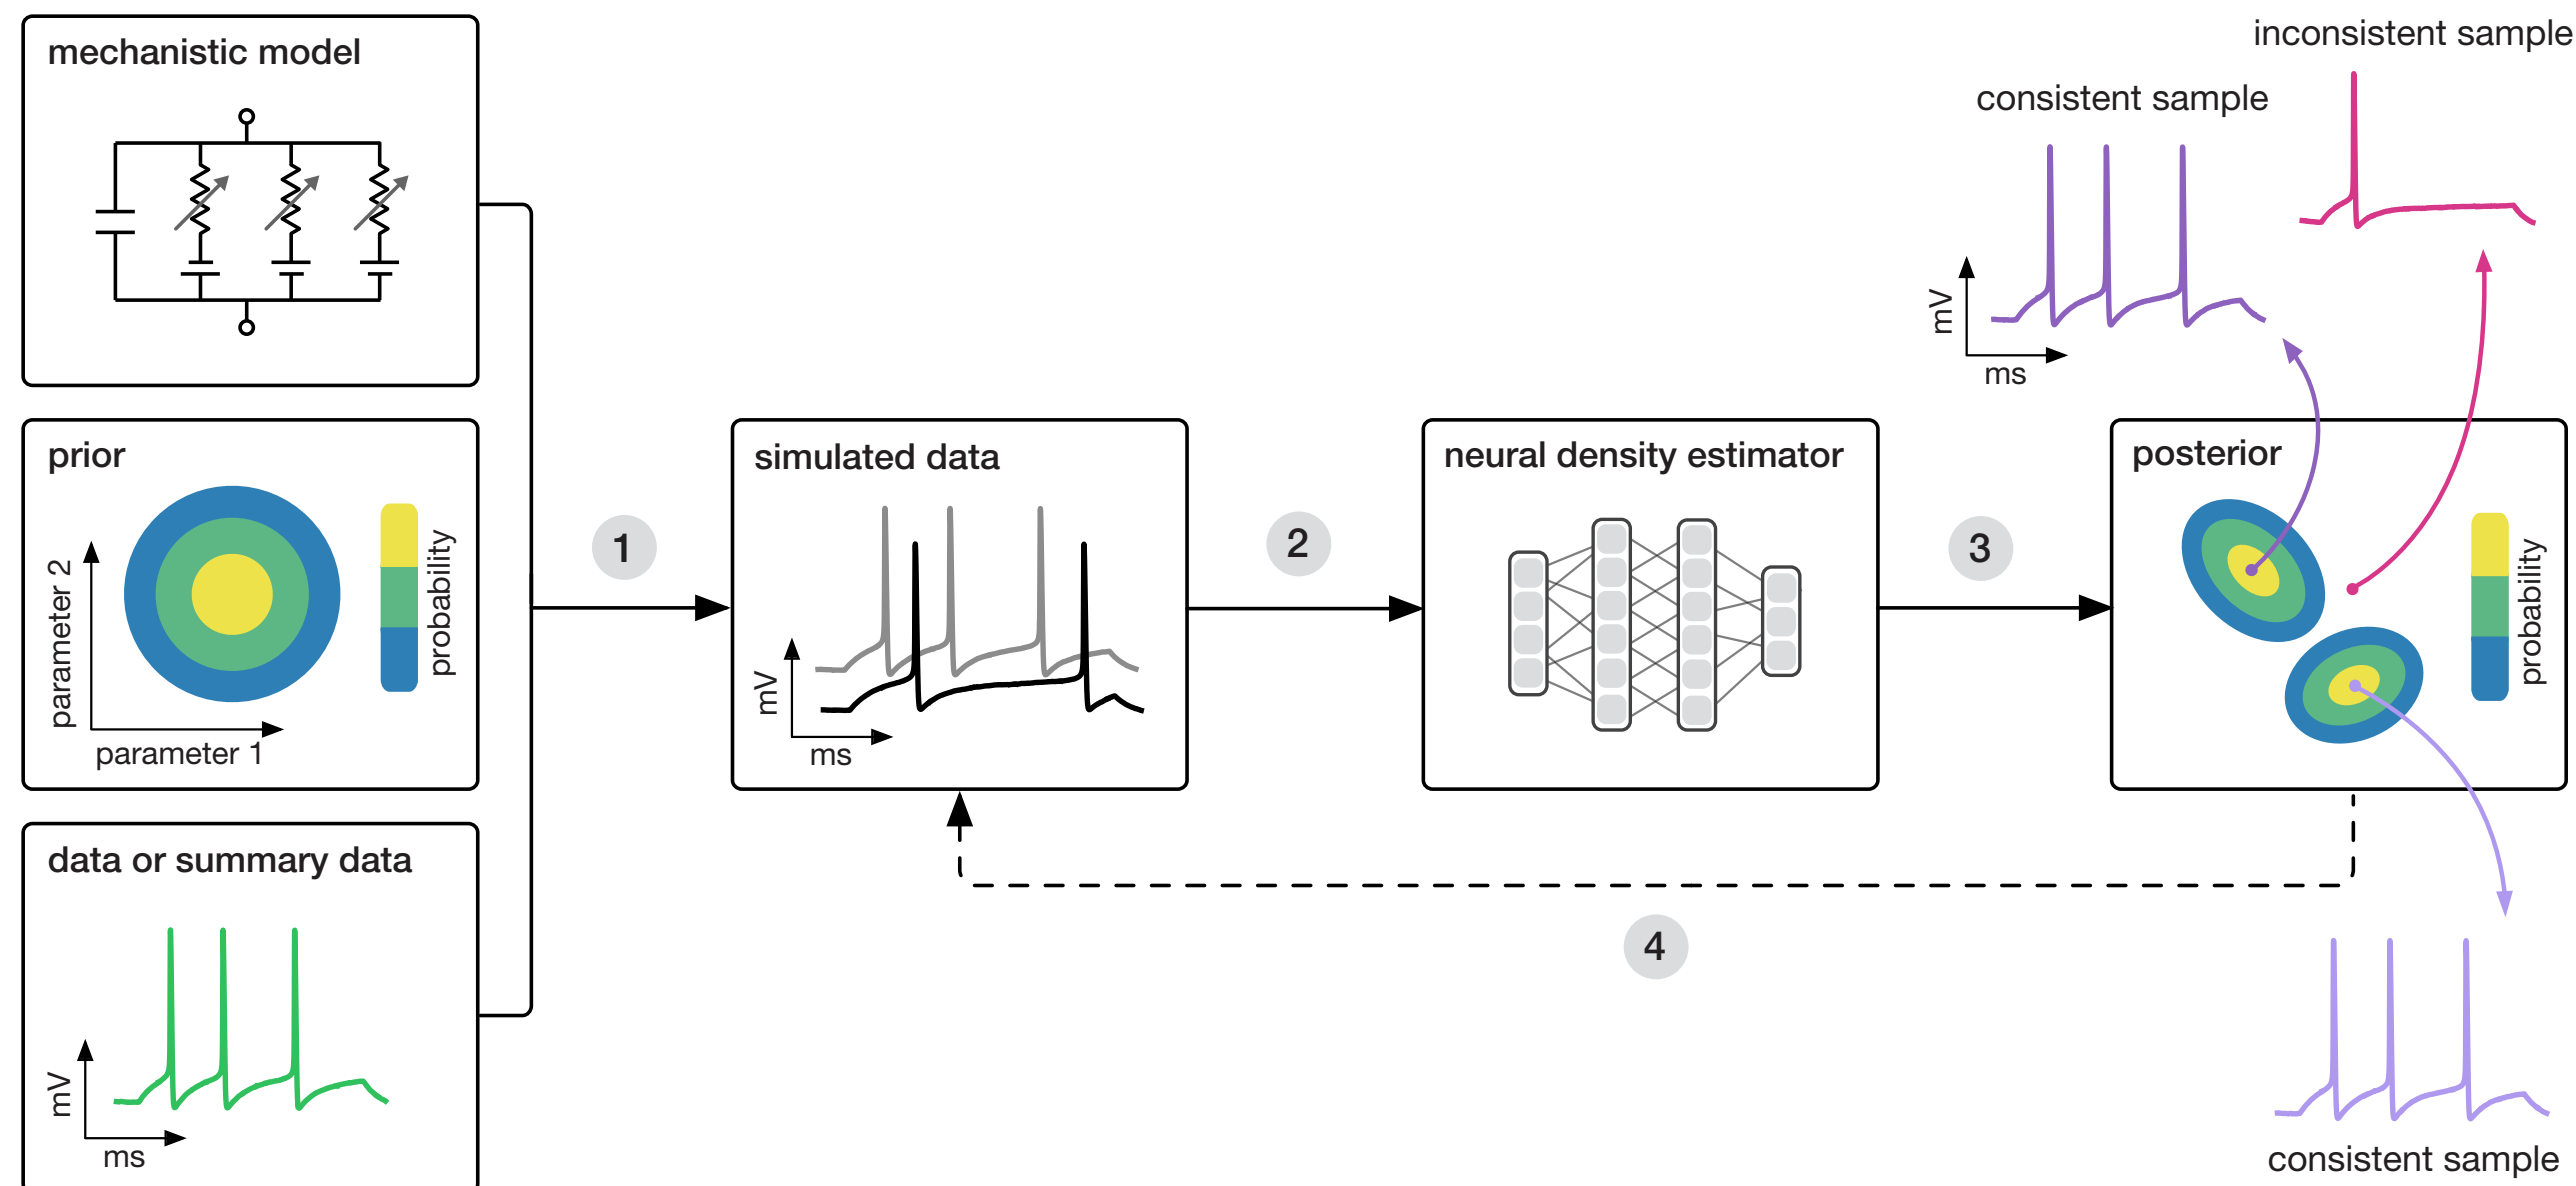 mechanistic model
prior
parameter 2
parameter 1
probability
data or summary data
mV
ms
1
simulated data
mV
ms
2
neural density estimator
3
posterior
probability
4
inconsistent sample
consistent sample
mV
ms
consistent sample